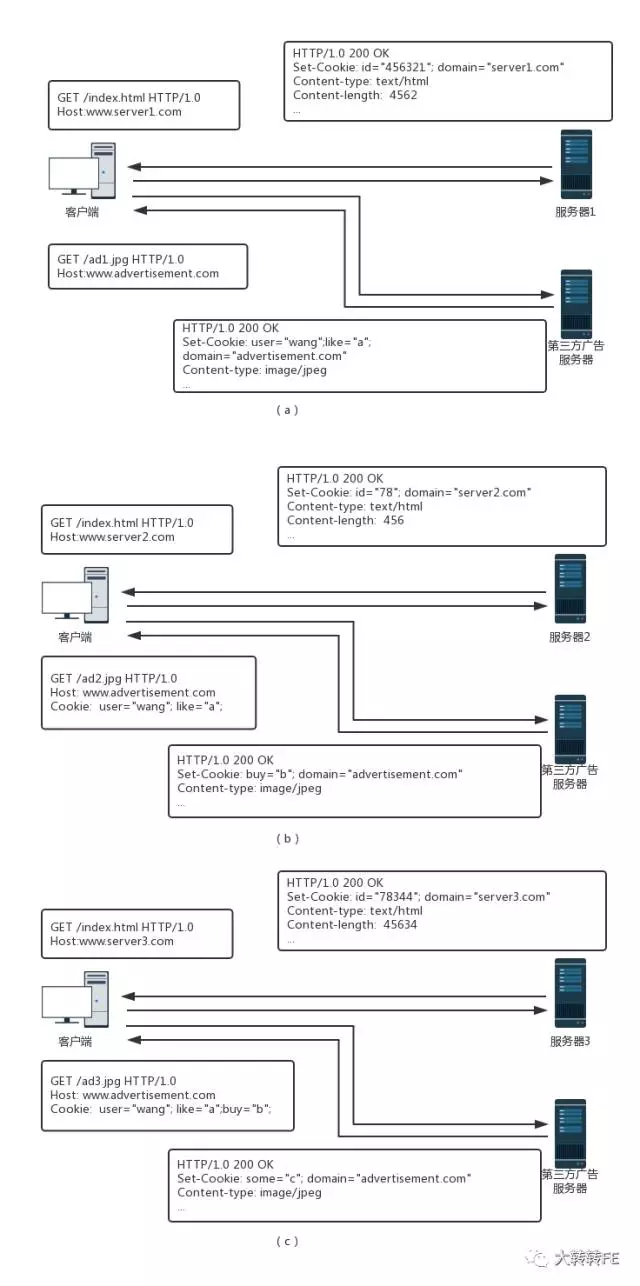 HTTP/1.0 200 OK
Set-Cookie: id="456321"; domain="server1.com"
Content-type: text/html
Content-length: 4562
...
GET /index.html HTTP/1.0
Host:www.server1.com
客户端
服务器1
GET /ad1.jpg HTTP/1.0
Host:www.advertisement.com
HTTP/1.0 200 OK
Set-Cookie: user="wang";like="a";
domain="advertisement.com"
Content-type: image/jpeg
...
第三方广告
服务器
( a )
HTTP/1.0 200 OK
Set-Cookie: id="78"; domain="server2.com"
Content-type: text/html
Content-length: 456
...
GET /index.html HTTP/1.0
Host:www.server2.com
客户端
服务器2
GET /ad2.jpg HTTP/1.0
Host: www.advertisement.com
Cookie: user="wang"; like="a";
HTTP/1.0 200 OK
Set-Cookie: buy="b"; domain="advertisement.com"
Content-type: image/jpeg
...
第三方广告
服务器
( b )
HTTP/1.0 200 OK
Set-Cookie: id="78344"; domain="server3.com"
Content-type: text/html
Content-length: 45634
...
GET /index.html HTTP/1.0
Host:www.server3.com
客户端
服务器3
GET /ad3.jpg HTTP/1.0
Host: www.advertisement.com
Cookie: user="wang"; like="a";buy="b";
HTTP/1.0 200 OK
Set-Cookie: some="c"; domain="advertisement.com"
Content-type: image/jpeg
...
第三方广告
服务器
( c )
大转转FE